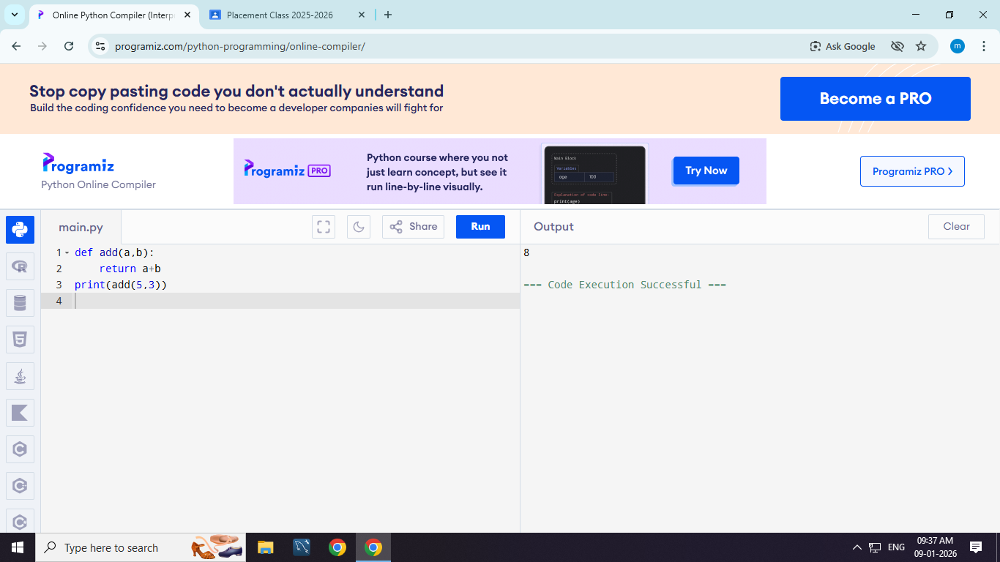 Online Python Compiler (Interp
Placement Class 2025-2026
programiz.com/python-programming/online-compiler/
Ask Google
m
Stop copy pasting code you don't actually understand
Build the coding confidence you need to become a developer companies will fight for
Become a PRO
Programiz
Python Online Compiler
Programiz PRO
Python course where you not
just learn concept, but see it
run line-by-line visually.
Main Block
Variables
age 100
Explanation of code line:
print(age)
Try Now
Programiz PRO
main.py
Share
Run
Output
Clear
1 def add(a,b):
2 return a+b
3 print(add(5,3))
4
8
=== Code Execution Successful ===
Type here to search
ENG
09:37 AM
09-01-2026